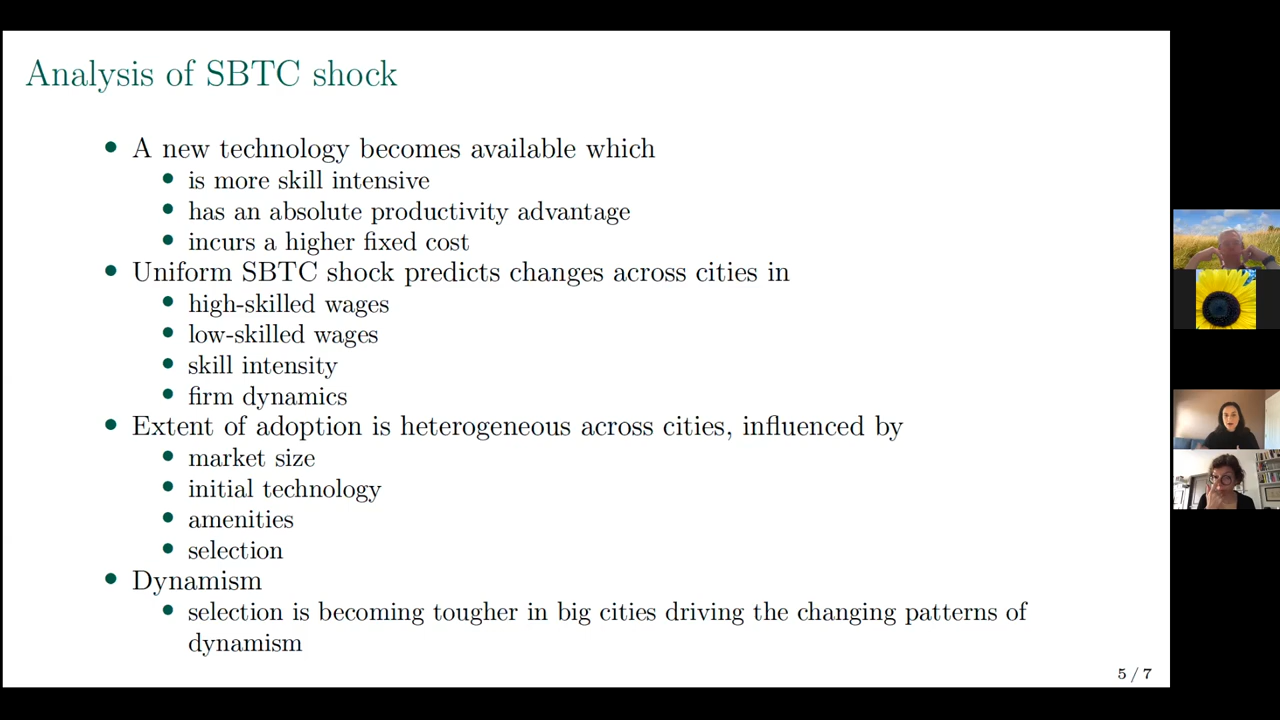 Analysis of SBTC shock
• A new technology becomes available which
• is more skill intensive
• has an absolute productivity advantage
• incurs a higher fixed cost
• Uniform SBTC shock predicts changes across cities in
• high-skilled wages
• low-skilled wages
• skill intensity
• firm dynamics
• Extent of adoption is heterogeneous across cities, influenced by
• market size
• initial technology
• amenities
• selection
• Dynamism
• selection is becoming tougher in big cities driving the changing patterns of
dynamism
5 / 7